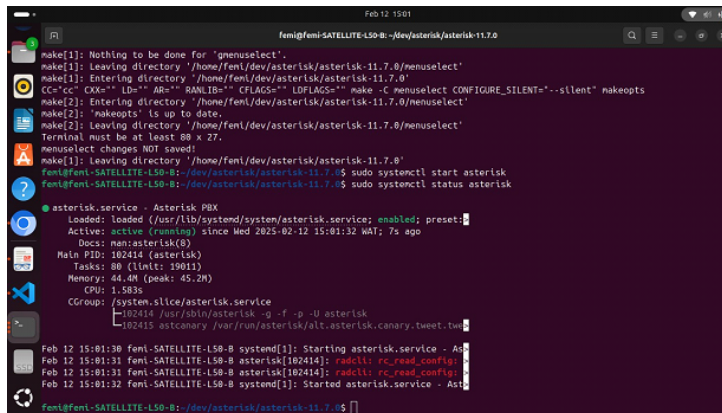 Feb 12 15:01
femi@femi-SATELLITE-L50-B: ~/dev/asterisk/asterisk-11.7.0
make[1]: Nothing to be done for 'gmenuselect'.
make[1]: Leaving directory '/home/femi/dev/asterisk/asterisk-11.7.0/menuselect'
make[1]: Entering directory '/home/femi/dev/asterisk/asterisk-11.7.0'
CC="cc" CXX="" LD="" AR="" RANLIB="" CFLAGS="" LDFLAGS="" make -C menuselect CONFIGURE_SILENT="--silent" makeopts
make[2]: Entering directory '/home/femi/dev/asterisk/asterisk-11.7.0/menuselect'
make[2]: 'makeopts' is up to date.
make[2]: Leaving directory '/home/femi/dev/asterisk/asterisk-11.7.0/menuselect'
Terminal must be at least 80 x 27.
menuselect changes NOT saved!
make[1]: Leaving directory '/home/femi/dev/asterisk/asterisk-11.7.0'
femi@femi-SATELLITE-L50-B:~/dev/asterisk/asterisk-11.7.0$ sudo systemctl start asterisk
femi@femi-SATELLITE-L50-B:~/dev/asterisk/asterisk-11.7.0$ sudo systemctl status asterisk
● asterisk.service - Asterisk PBX
Loaded: loaded (/usr/lib/systemd/system/asterisk.service; enabled; preset:>
Active: active (running) since Wed 2025-02-12 15:01:32 WAT; 7s ago
Docs: man:asterisk(8)
Main PID: 102414 (asterisk)
Tasks: 80 (limit: 19011)
Memory: 44.4M (peak: 45.2M)
CPU: 1.583s
CGroup: /system.slice/asterisk.service
├─102414 /usr/sbin/asterisk -g -f -p -U asterisk
└─102415 astcanary /var/run/asterisk/alt.asterisk.canary.tweet.twe>
Feb 12 15:01:30 femi-SATELLITE-L50-B systemd[1]: Starting asterisk.service - As>
Feb 12 15:01:31 femi-SATELLITE-L50-B asterisk[102414]: radcli: rc_read_config: >
Feb 12 15:01:31 femi-SATELLITE-L50-B asterisk[102414]: radcli: rc_read_config: >
Feb 12 15:01:32 femi-SATELLITE-L50-B systemd[1]: Started asterisk.service - Ast>
femi@femi-SATELLITE-L50-B:~/dev/asterisk/asterisk-11.7.0$